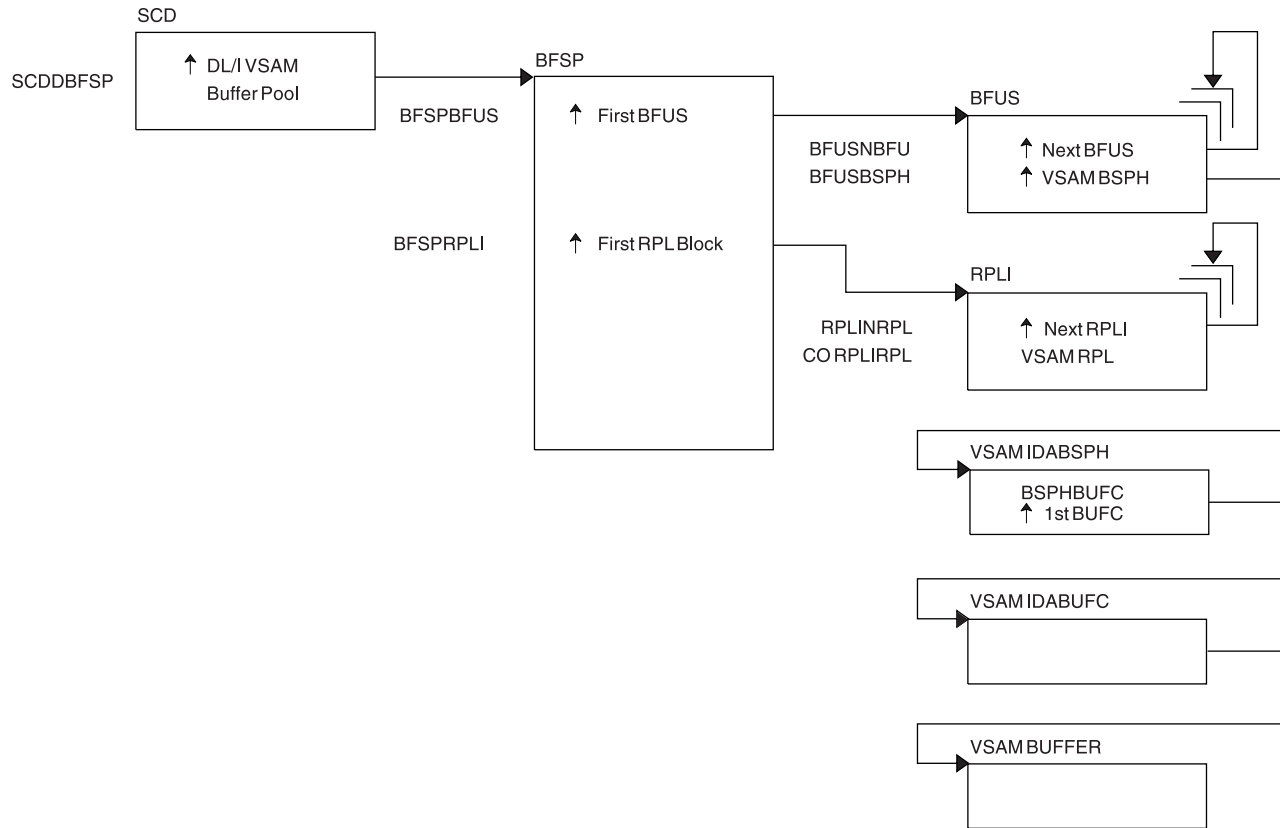 SCD
SCDDBFSP
↑ DL/I VSAM
Buffer Pool
BFSP
BFSPBFUS
↑ First BFUS
BFSPRPLI
↑ First RPL Block
BFUS
BFUSNBFU
BFUSBSPH
↑ Next BFUS
↑ VSAM BSPH
RPLI
RPLINRPL
CO RPLIRPL
↑ Next RPLI
VSAM RPL
VSAM IDABSPH
BSPHBUFC
↑ 1st BUFC
VSAM IDABUFC
VSAM BUFFER